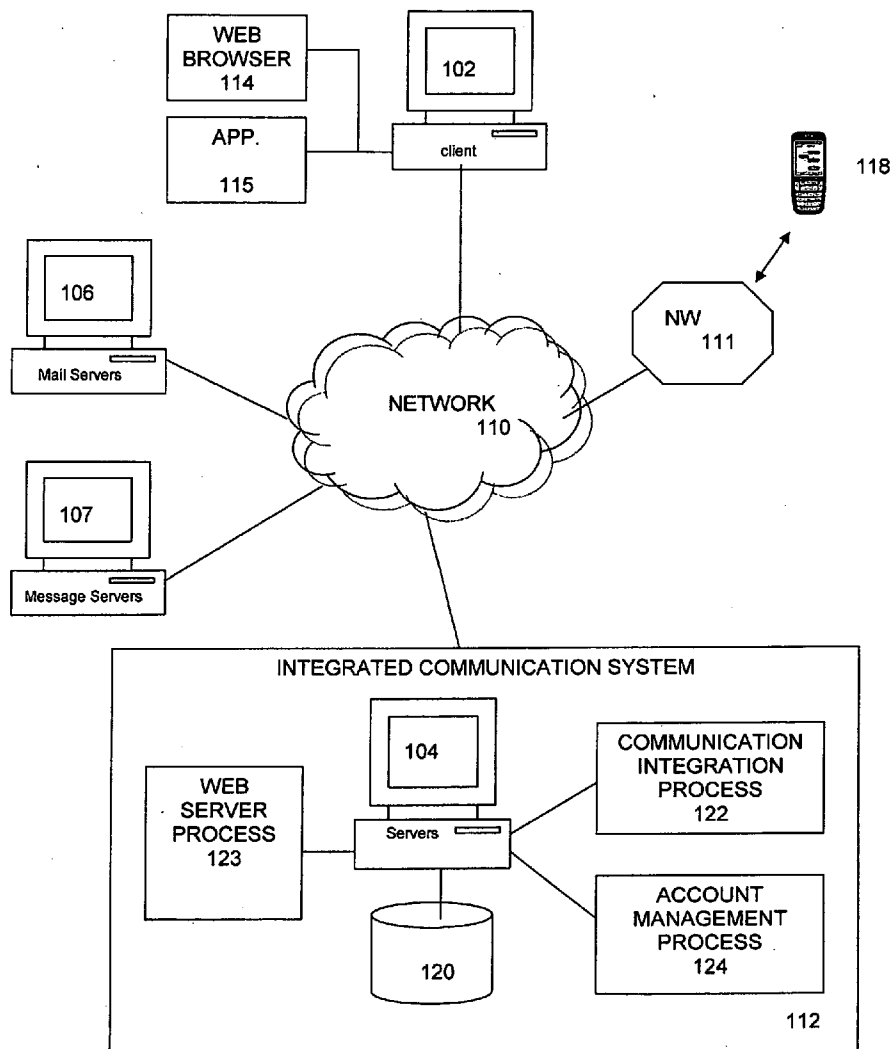 WEB
BROWSER
114
102
APP.
115
client
118
106
Mail Servers
NW
111
NETWORK
110
107
Message Servers
INTEGRATED COMMUNICATION SYSTEM
104
Servers
WEB
SERVER
PROCESS
123
COMMUNICATION
INTEGRATION
PROCESS
122
120
ACCOUNT
MANAGEMENT
PROCESS
124
112